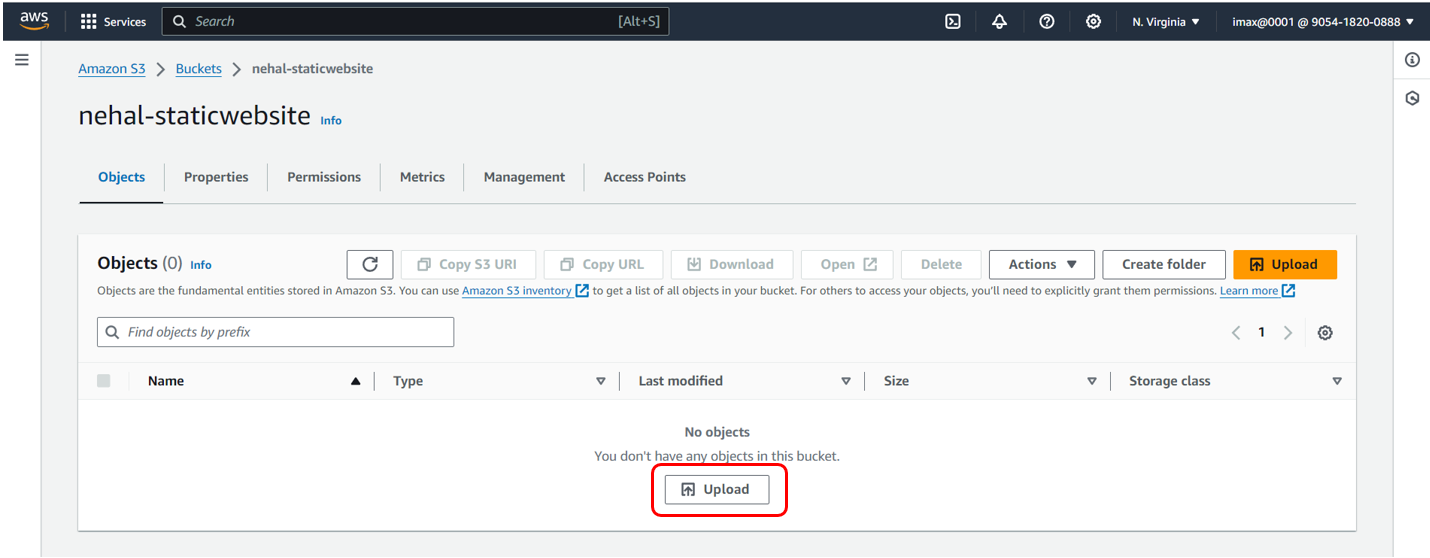 aws Services Search [Alt+S] N. Virginia imax@0001 @ 9054-1820-0888
Amazon S3 Buckets nehal-staticwebsite
nehal-staticwebsite Info
Objects Properties Permissions Metrics Management Access Points
Objects (0) Info Copy S3 URI Copy URL Download Open Delete Actions Create folder Upload
Objects are the fundamental entities stored in Amazon S3. You can use Amazon S3 inventory to get a list of all objects in your bucket. For others to access your objects, you'll need to explicitly grant them permissions. Learn more
Find objects by prefix 1
Name Type Last modified Size Storage class
No objects
You don't have any objects in this bucket.
Upload